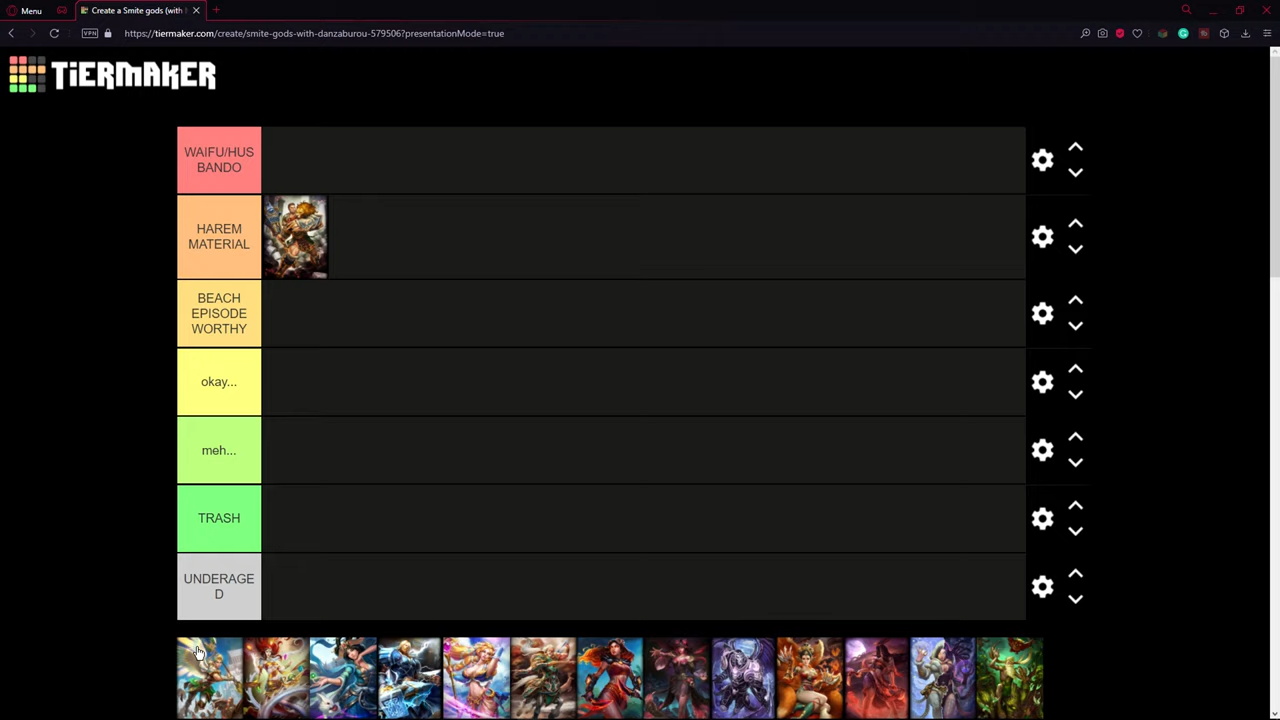 Menu
Create a Smite gods (with
VPN
https://tiermaker.com/create/smite-gods-with-danzaburou-579506?presentationMode=true
TiERMAKER
WAIFU/HUS
BANDO
HAREM
MATERIAL
BEACH
EPISODE
WORTHY
okay...
meh...
TRASH
UNDERAGE
D